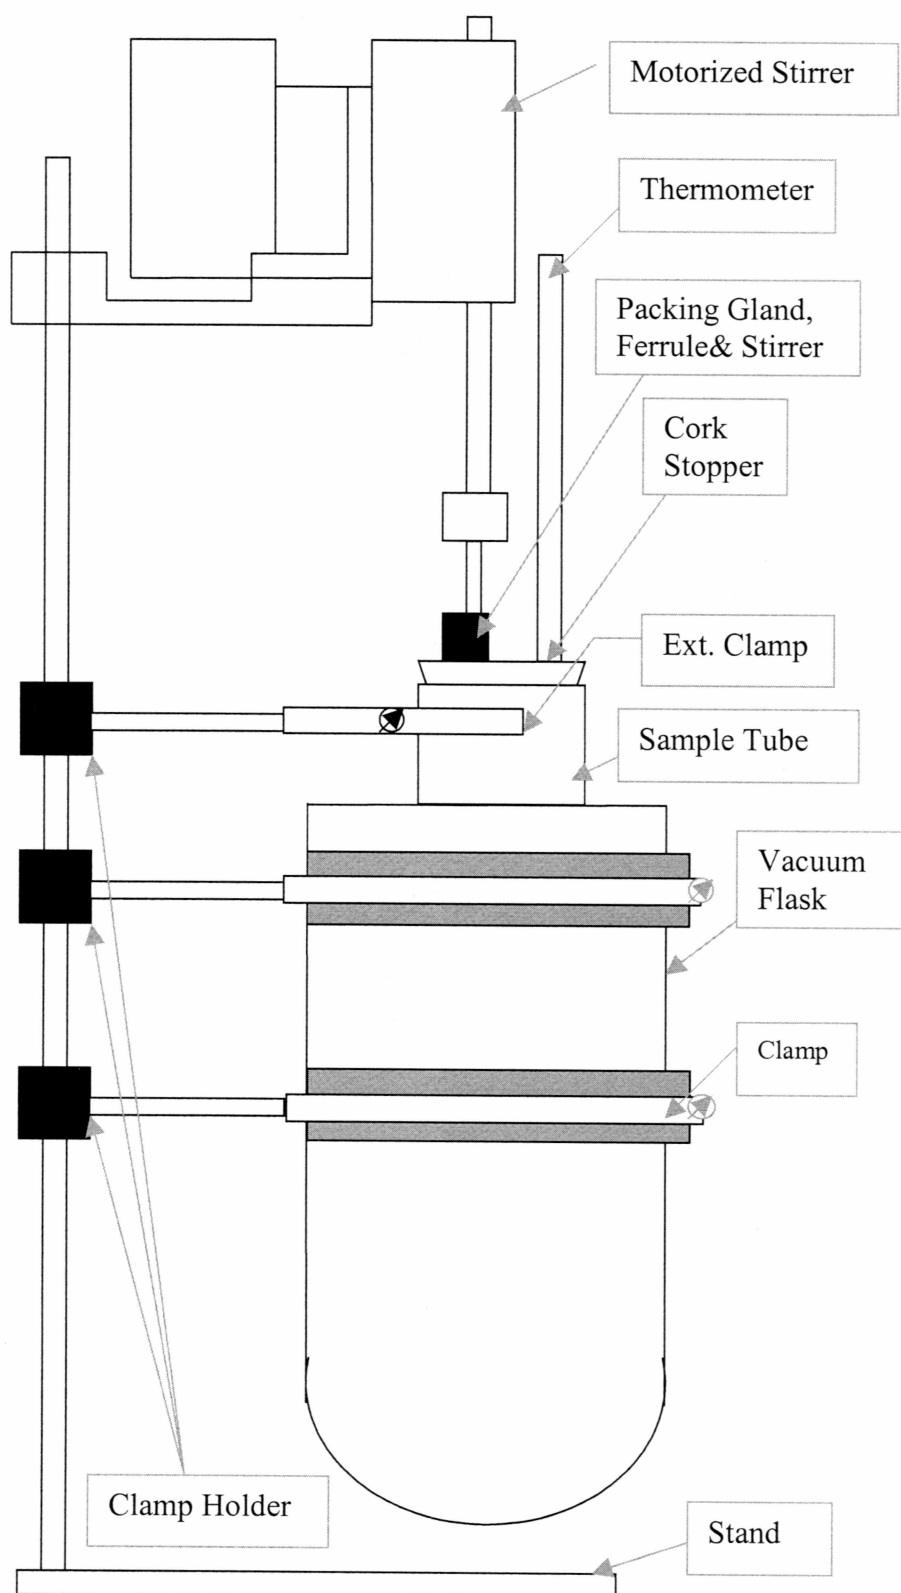 Motorized Stirrer
Thermometer
Packing Gland,
Ferrule& Stirrer
Cork
Stopper
Ext. Clamp
Sample Tube
Vacuum
Flask
Clamp
Clamp Holder
Stand